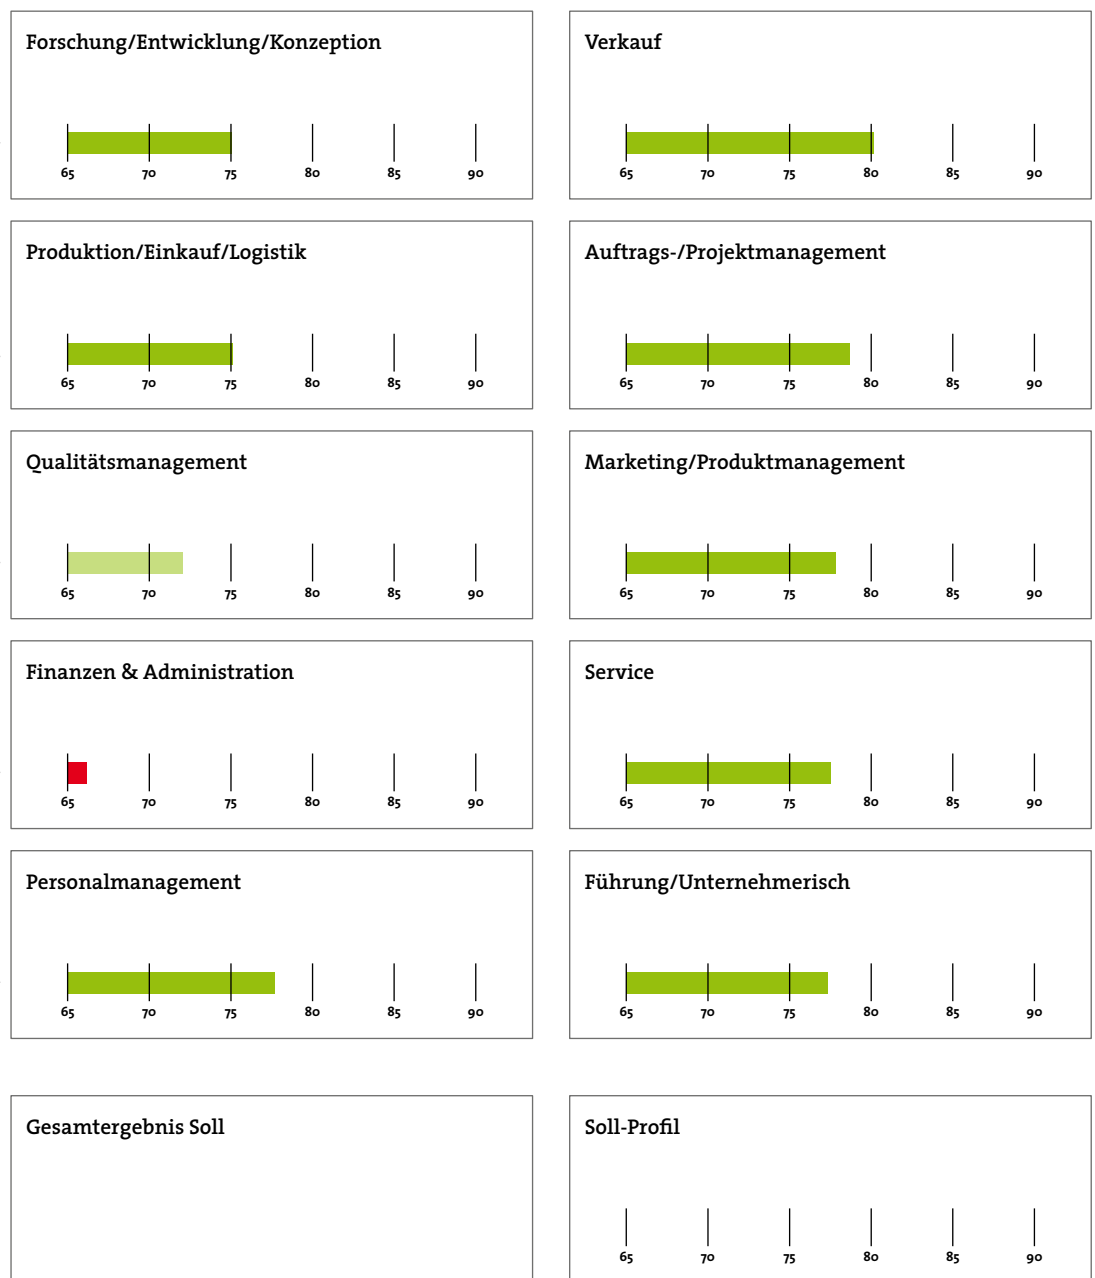 Forschung/Entwicklung/Konzeption
65 70 75 80 85 90
Verkauf
65 70 75 80 85 90
Produktion/Einkauf/Logistik
65 70 75 80 85 90
Auftrags-/Projektmanagement
65 70 75 80 85 90
Qualitätsmanagement
65 70 75 80 85 90
Marketing/Produktmanagement
65 70 75 80 85 90
Finanzen & Administration
65 70 75 80 85 90
Service
65 70 75 80 85 90
Personalmanagement
65 70 75 80 85 90
Führung/Unternehmerisch
65 70 75 80 85 90
Gesamtergebnis Soll
Soll-Profil
65 70 75 80 85 90